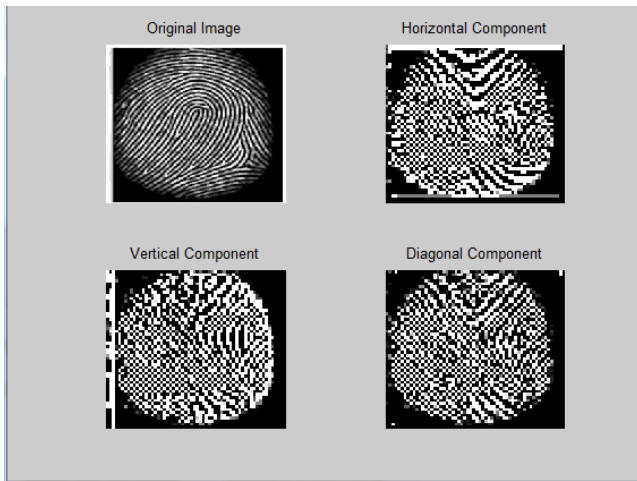 Original Image
Horizontal Component
Vertical Component
Diagonal Component